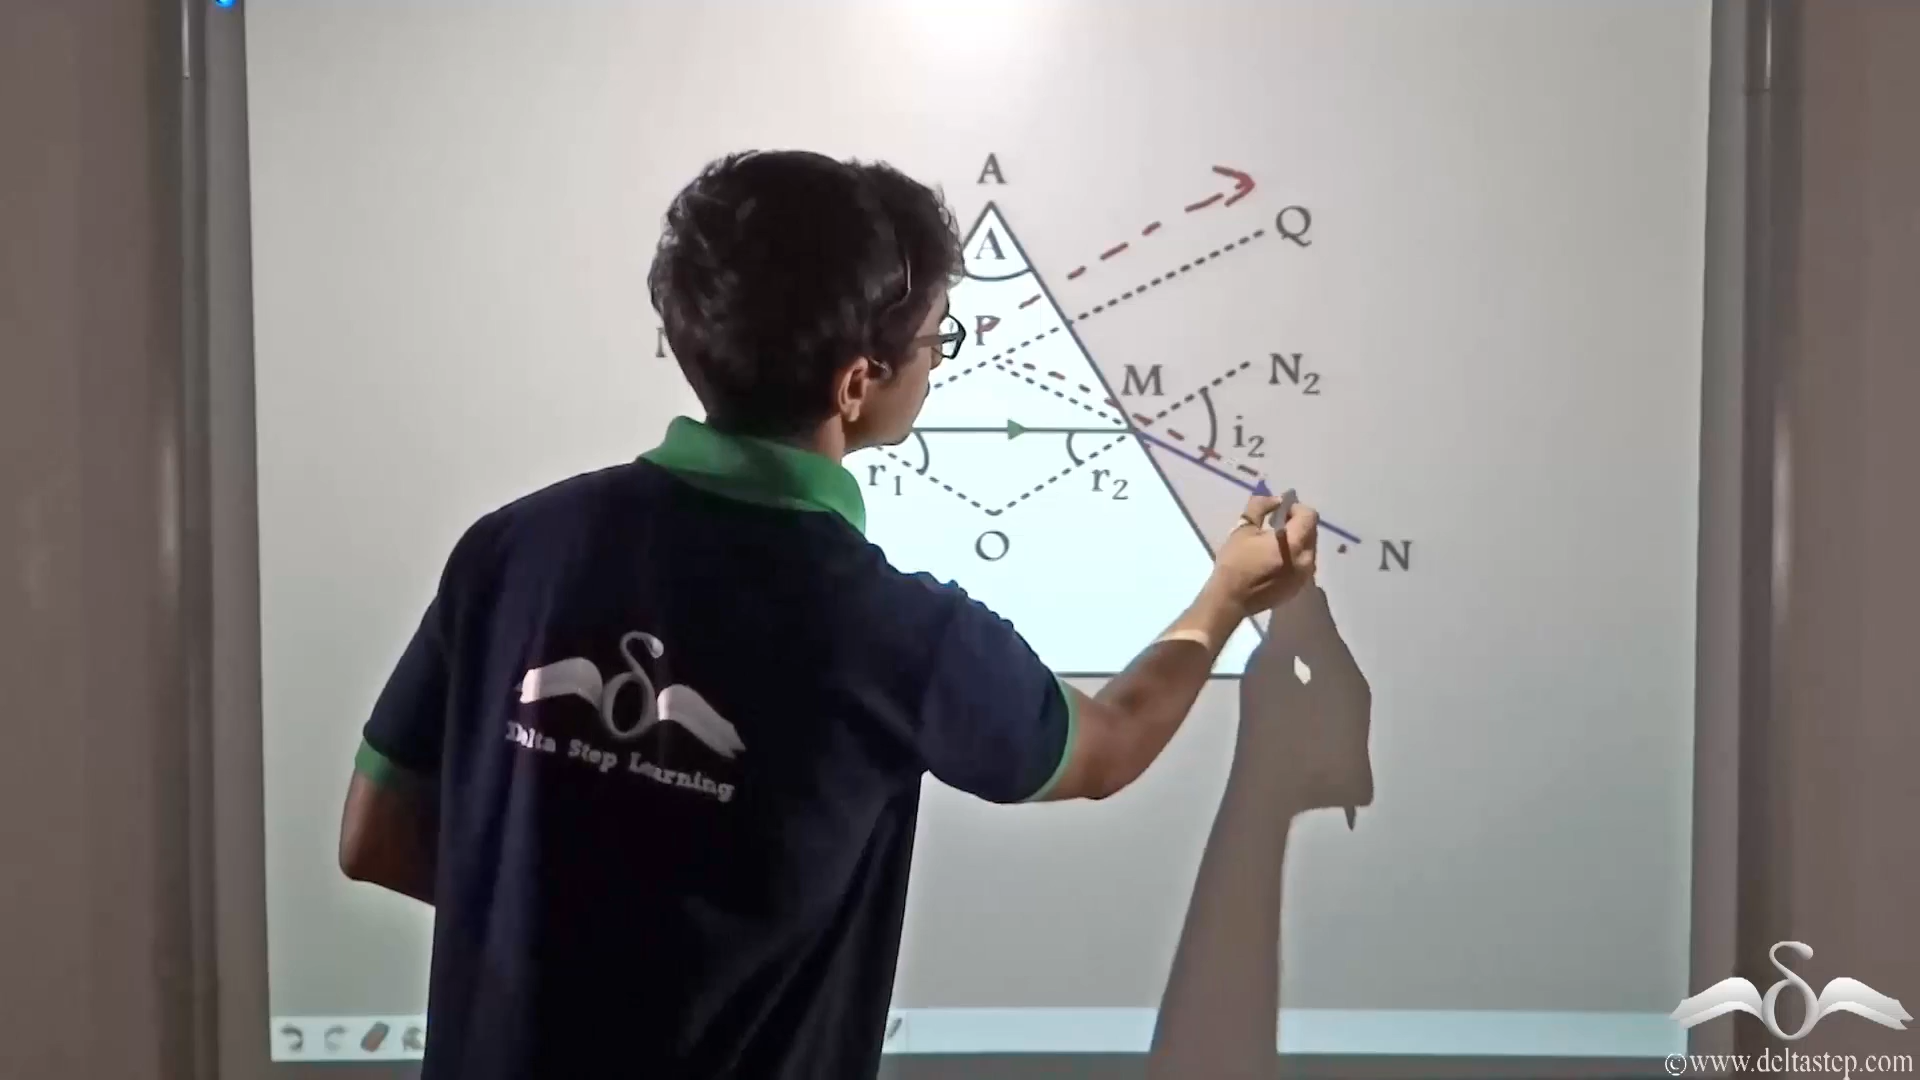 A
A
Q
P
M
N₂
i₂
r₁
r₂
O
N
Delta Step Learning
©www.deltastep.com